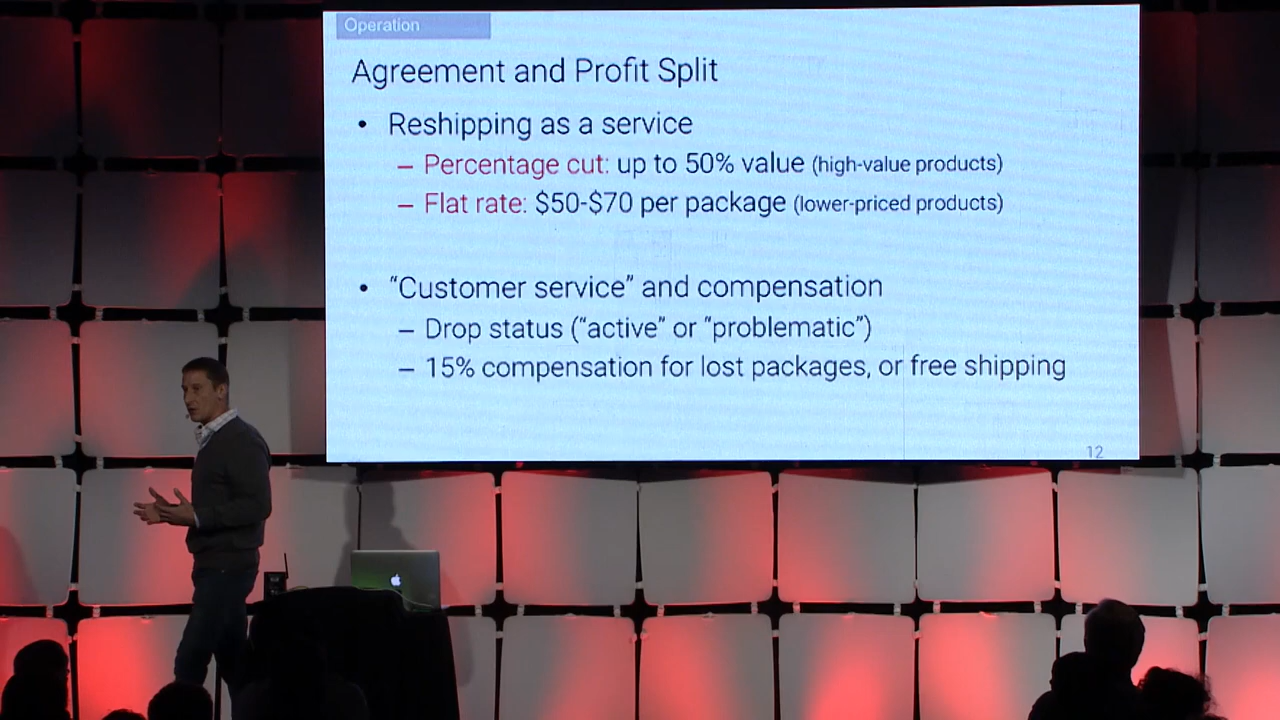 Operation
Agreement and Profit Split
• Reshipping as a service
– Percentage cut: up to 50% value (high-value products)
– Flat rate: $50-$70 per package (lower-priced products)
• “Customer service” and compensation
– Drop status (“active” or “problematic”)
– 15% compensation for lost packages, or free shipping
12